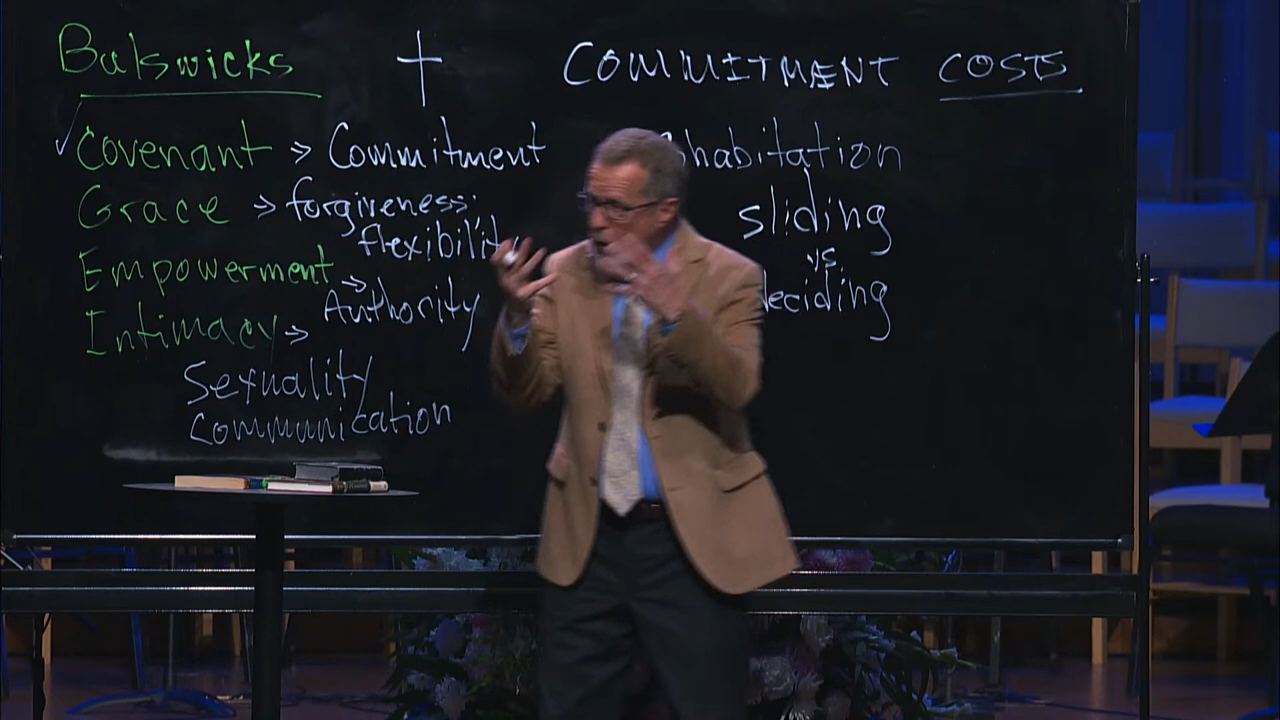 Balswicks
✓ Covenant > Commitment
Grace > forgiveness:
flexibilit
Empowerment →
Authority
Intimacy >
Sexuality
Communication
COMMITMENT COSTS
habitation
sliding
vs
eciding